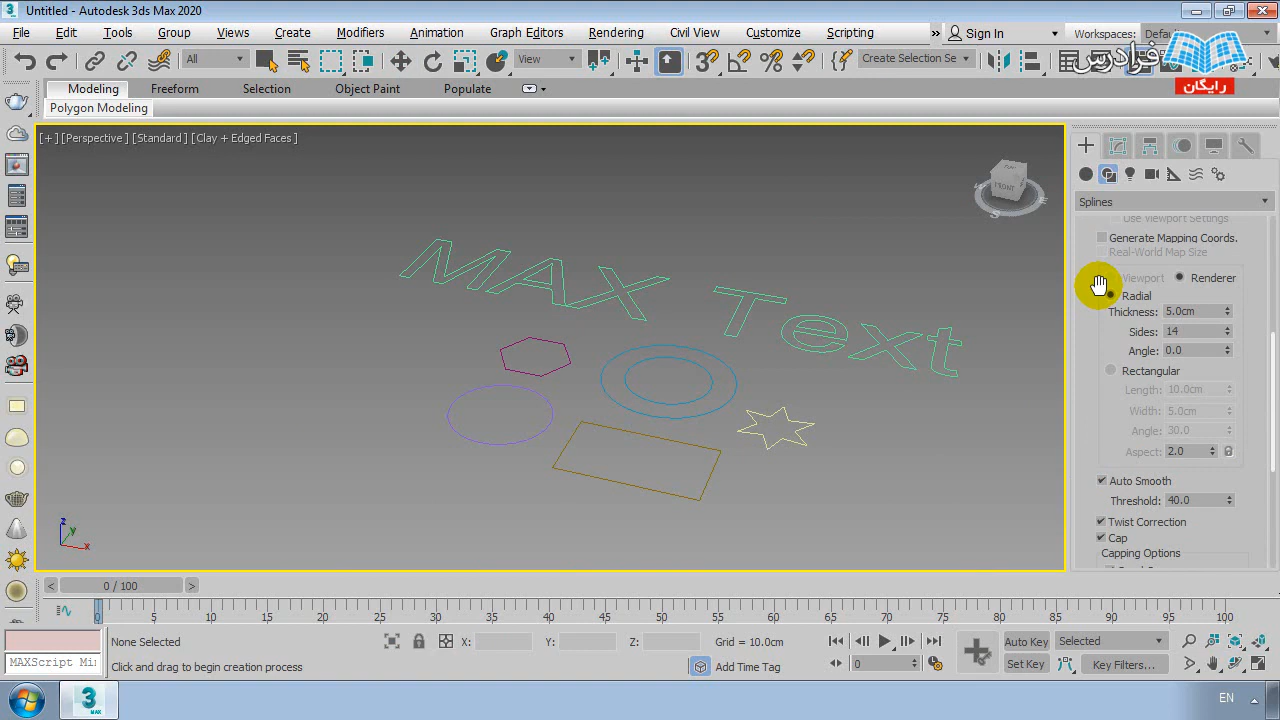 Untitled - Autodesk 3ds Max 2020
File Edit Tools Group Views Create Modifiers Animation Graph Editors Rendering Civil View Customize Scripting » Sign In Workspaces: Defa
All View Create Selection Se
فرادرس
رایگان
Modeling Freeform Selection Object Paint Populate
Polygon Modeling
[+] [Perspective ] [Standard ] [Clay + Edged Faces ]
TOP
FRONT
MAX Text
Splines
Use Viewport Settings
Generate Mapping Coords.
Real-World Map Size
Viewport Renderer
Radial
Thickness: 5.0cm
Sides: 14
Angle: 0.0
Rectangular
Length: 10.0cm
Width: 5.0cm
Angle: 30.0
Aspect: 2.0
Auto Smooth
Threshold: 40.0
Twist Correction
Cap
Capping Options
z
y
x
< 0 / 100 >
0 5 10 15 20 25 30 35 40 45 50 55 60 65 70 75 80 85 90 95 100
None Selected X: Y: Z: Grid = 10.0cm Auto Key Selected
MAXScript Mi Click and drag to begin creation process Add Time Tag 0 Set Key Key Filters...
3 MAX EN